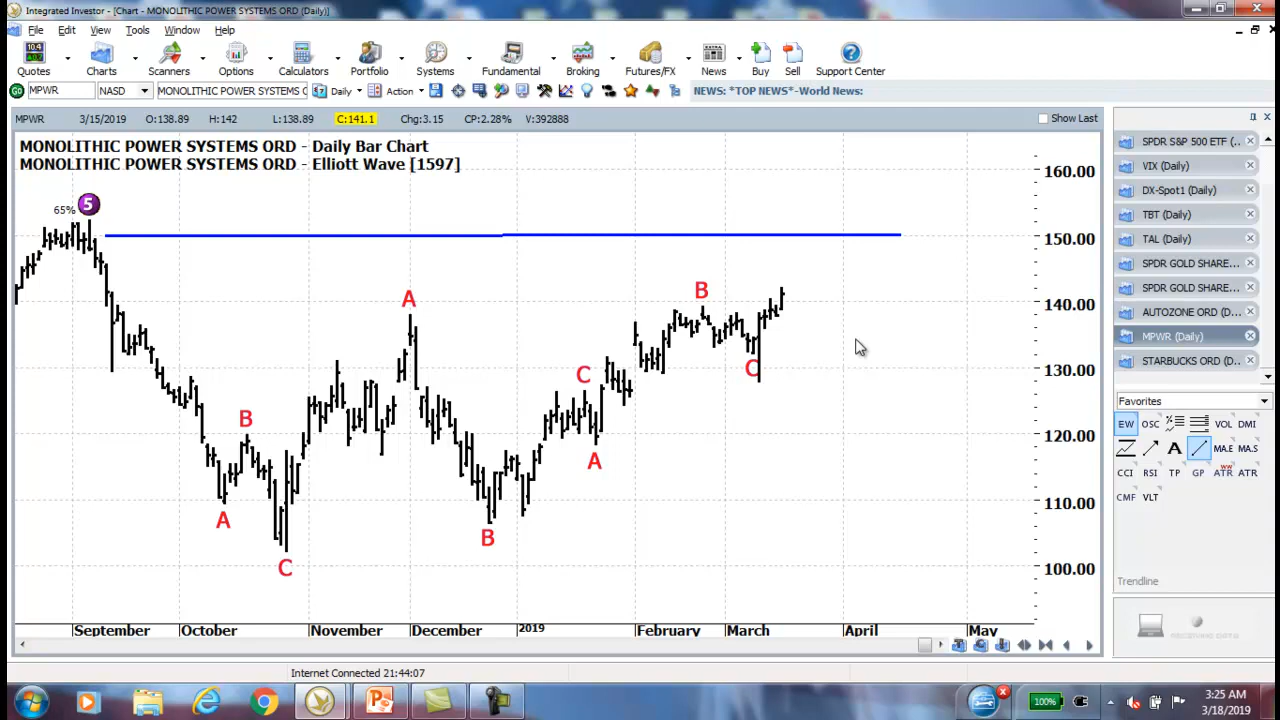 Integrated Investor - [Chart - MONOLITHIC POWER SYSTEMS ORD (Daily)]
File Edit View Tools Window Help
Quotes Charts Scanners Options Calculators Portfolio Systems Fundamental Broking Futures/FX News Buy Sell Support Center
GO MPWR NASD MONOLITHIC POWER SYSTEMS C Daily Action NEWS: *TOP NEWS*-World News:
MPWR 3/15/2019 O:138.89 H:142 L:138.89 C:141.1 Chg:3.15 CP:2.28% V:392888 Show Last
MONOLITHIC POWER SYSTEMS ORD - Daily Bar Chart
MONOLITHIC POWER SYSTEMS ORD - Elliott Wave [1597]
160.00
65% 5
150.00
B
A
140.00
C
C
130.00
B
120.00
A
110.00
A
B
C
100.00
September October November December 2019 February March April May
SPDR S&P 500 ETF (..
VIX (Daily)
DX-Spot1 (Daily)
TBT (Daily)
TAL (Daily)
SPDR GOLD SHARE...
SPDR GOLD SHARE...
AUTOZONE ORD (D...
MPWR (Daily)
STARBUCKS ORD (D...
Favorites
EW OSC VOL DMI
A MA.E MA.S
CCI RSI TP GP ATR ATR
CMF VLT
Trendline
RECEIVING DATA
Internet Connected 21:44:07
100% 3:25 AM
3/18/2019